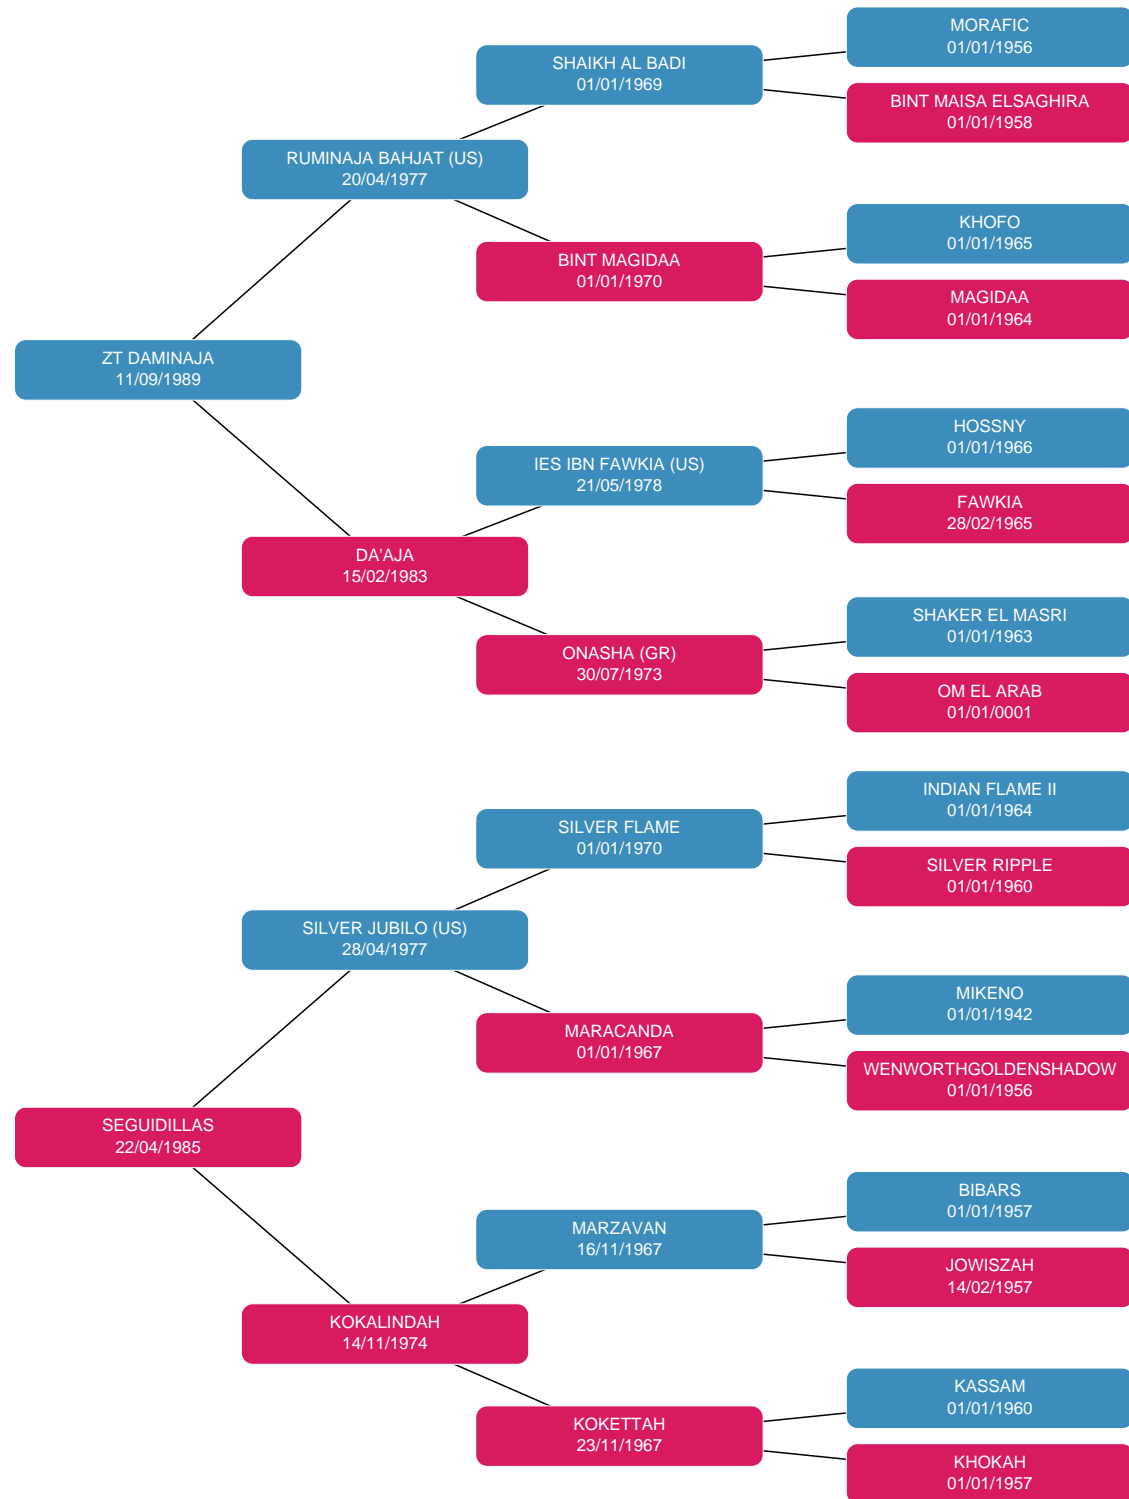 MORAFIC
01/01/1956
SHAIKH AL BADI
01/01/1969
BINT MAISA ELSAGHIRA
01/01/1958
RUMINAJA BAHJAT (US)
20/04/1977
KHOFO
01/01/1965
BINT MAGIDAA
01/01/1970
MAGIDAA
01/01/1964
ZT DAMINAJA
11/09/1989
HOSSNY
01/01/1966
IES IBN FAWKIA (US)
21/05/1978
FAWKIA
28/02/1965
DA'AJA
15/02/1983
SHAKER EL MASRI
01/01/1963
ONASHA (GR)
30/07/1973
OM EL ARAB
01/01/0001
INDIAN FLAME II
01/01/1964
SILVER FLAME
01/01/1970
SILVER RIPPLE
01/01/1960
SILVER JUBILO (US)
28/04/1977
MIKENO
01/01/1942
MARACANDA
01/01/1967
WENWORTHGOLDENSHADOW
01/01/1956
SEGUIDILLAS
22/04/1985
BIBARS
01/01/1957
MARZAVAN
16/11/1967
JOWISZAH
14/02/1957
KOKALINDAH
14/11/1974
KASSAM
01/01/1960
KOKETTAH
23/11/1967
KHOKAH
01/01/1957